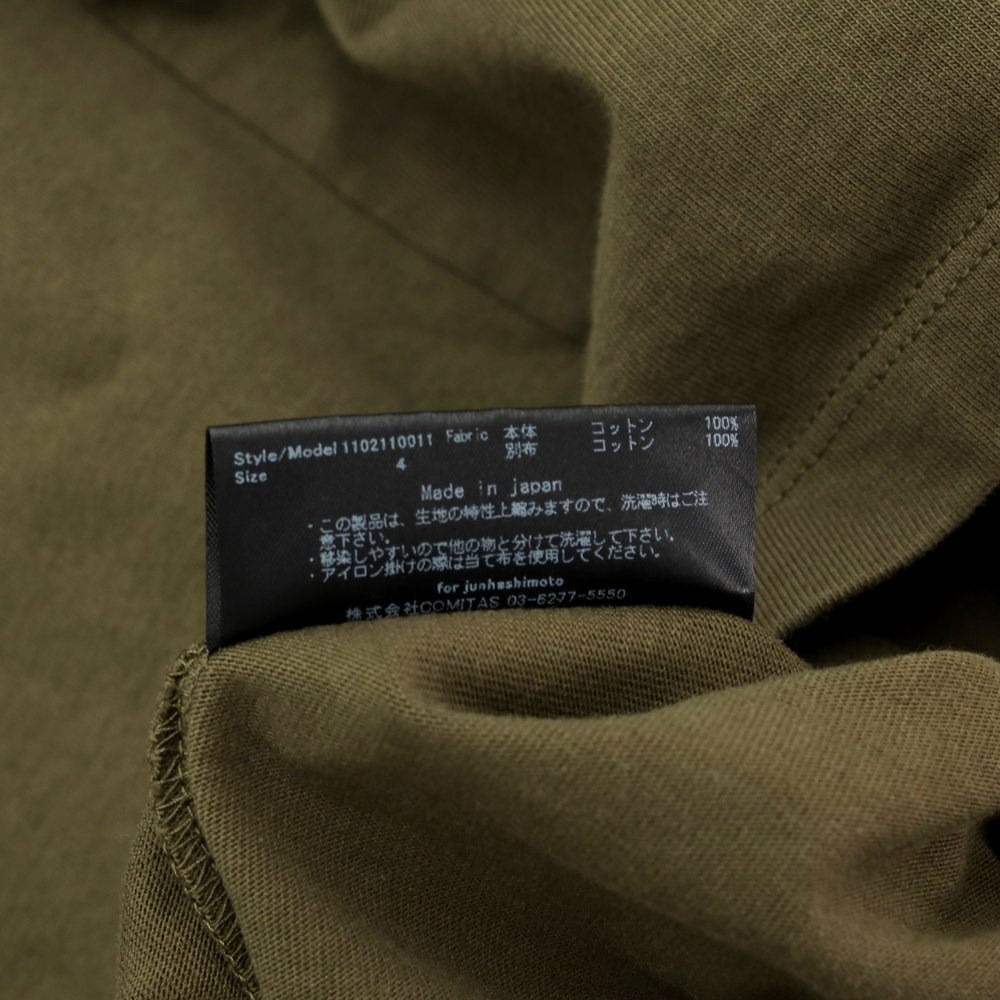 Style/Model 1102110011 Fabric 本体 コットン 100%
Size 4 別布 コットン 100%
Made in japan
・この製品は、生地の特性上縮みますので、洗濯時はご注
意下さい。
・移染しやすいので他の物と分けて洗濯して下さい。
・アイロン掛けの際は当て布を使用してください。
for junhashimoto
株式会社COMITAS 03-6277-5550